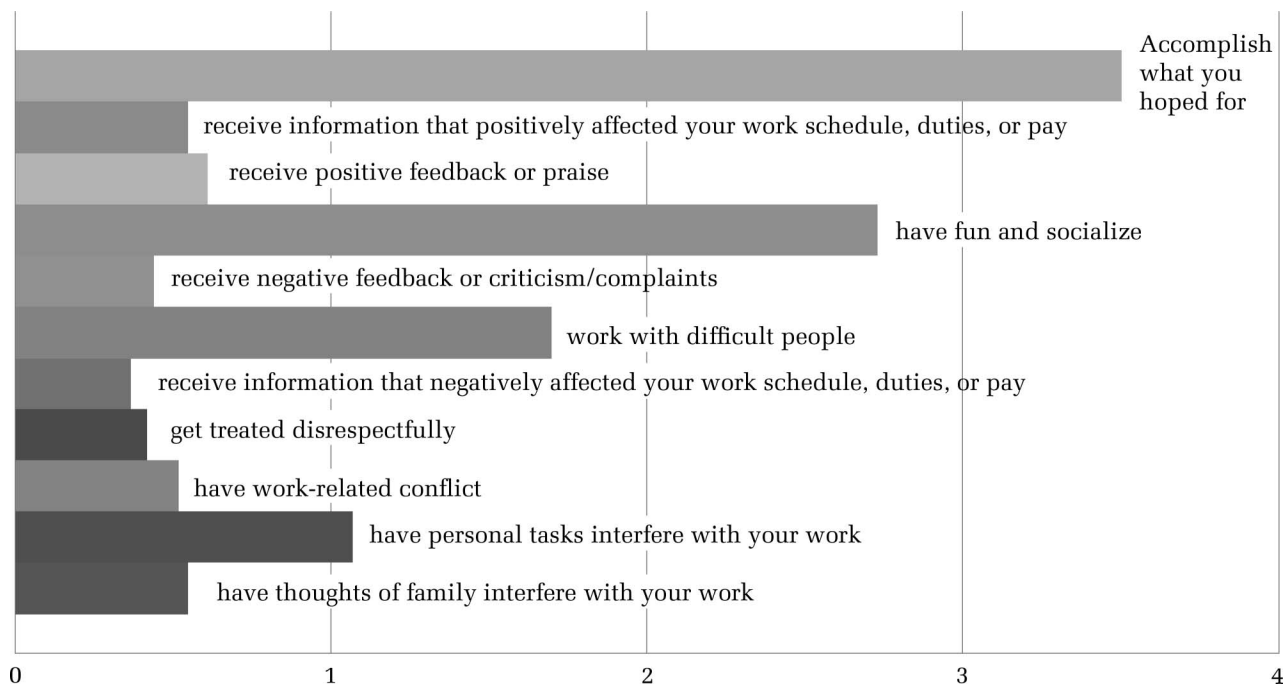 Accomplish
what you
hoped for
receive information that positively affected your work schedule, duties, or pay
receive positive feedback or praise
have fun and socialize
receive negative feedback or criticism/complaints
work with difficult people
receive information that negatively affected your work schedule, duties, or pay
get treated disrespectfully
have work-related conflict
have personal tasks interfere with your work
have thoughts of family interfere with your work
0 1 2 3 4